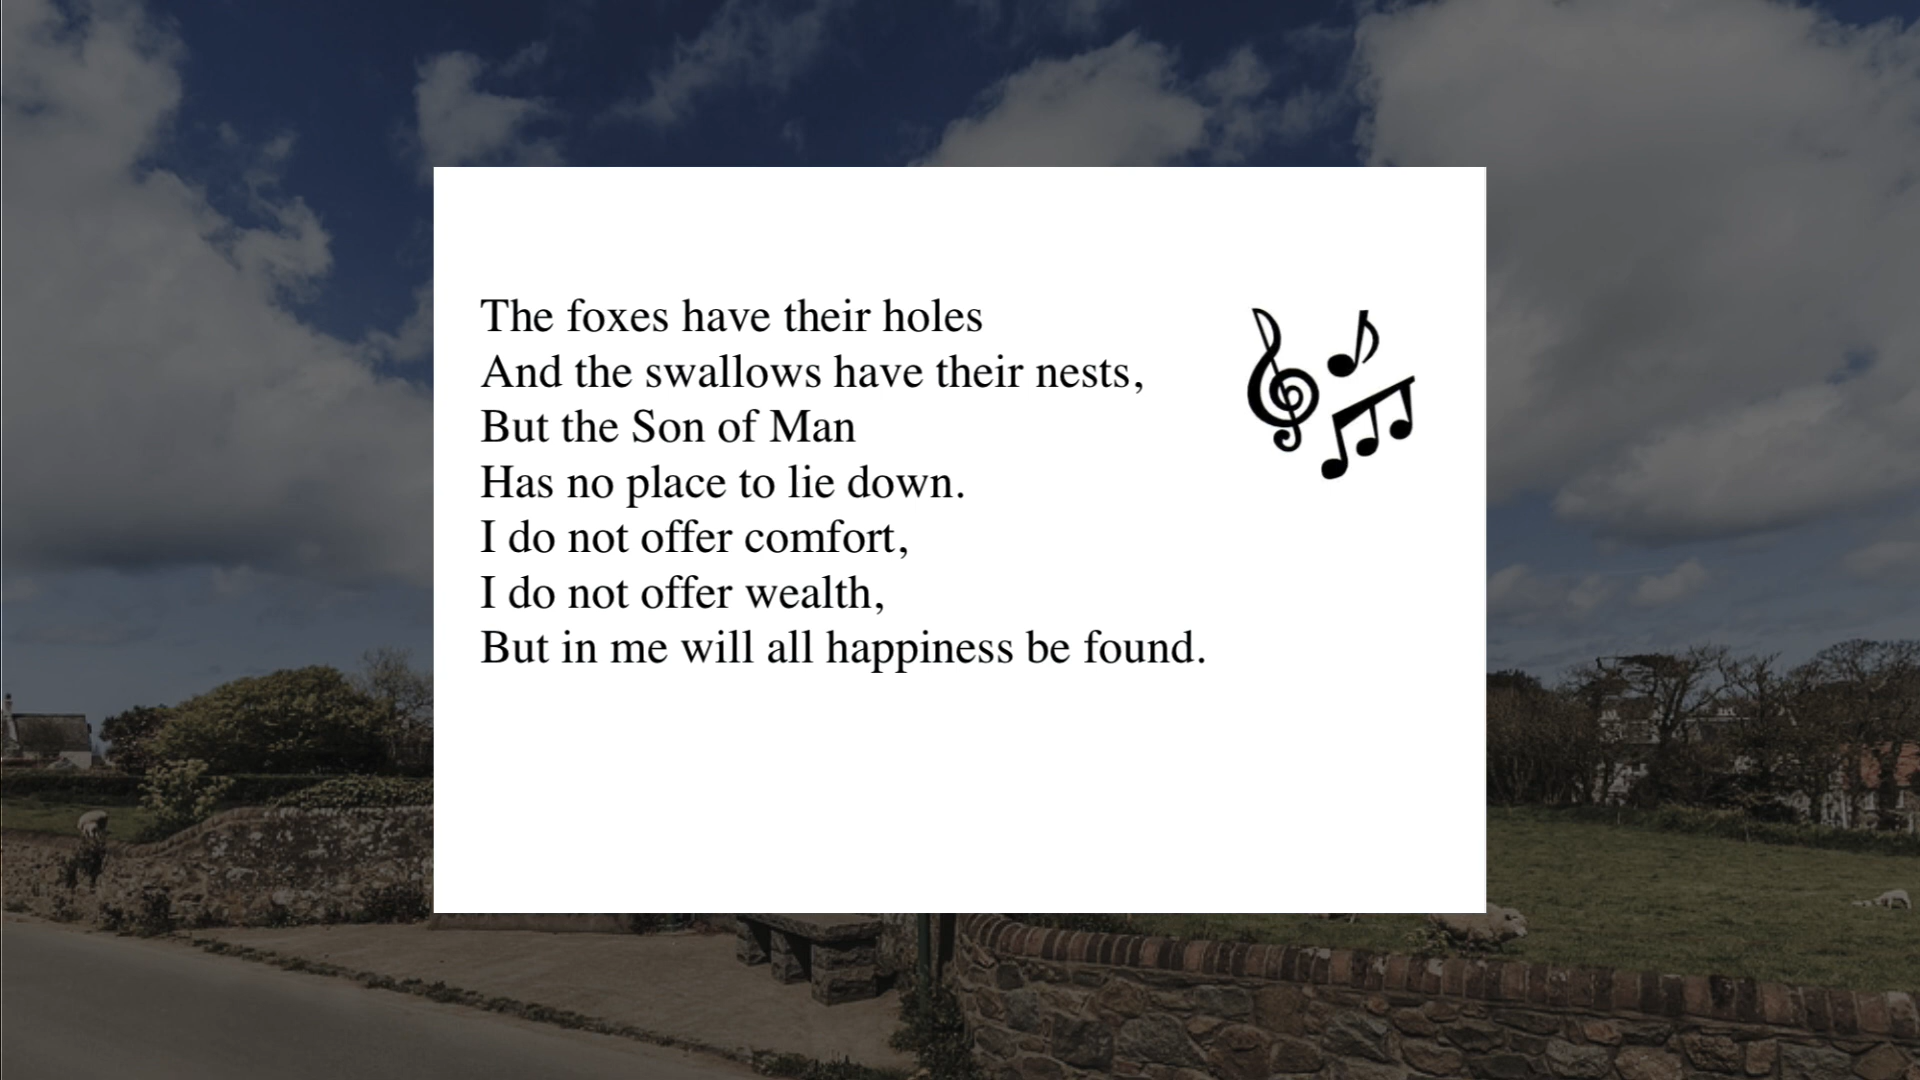 The foxes have their holes
And the swallows have their nests,
But the Son of Man
Has no place to lie down.
I do not offer comfort,
I do not offer wealth,
But in me will all happiness be found.